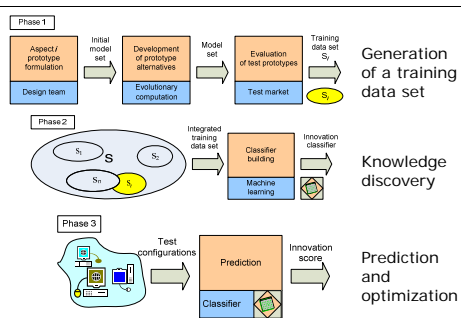 Phase 1
Aspect/
prototype
formulation
Design team
Initial
model
set
Development
of prototype
alternatives
Evolutionary
computation
Model
set
Evaluation
of test prototypes
Test market
Training
data set
Si
Si
Generation
of a training
data set
Phase 2
S1
S
S2
Sn
Si
Integrated
training
data set
Classifier
building
Machine
learning
Innovation
classifier
Knowledge
discovery
Phase 3
Test
configurations
Prediction
Classifier
Innovation
score
Prediction
and
optimization